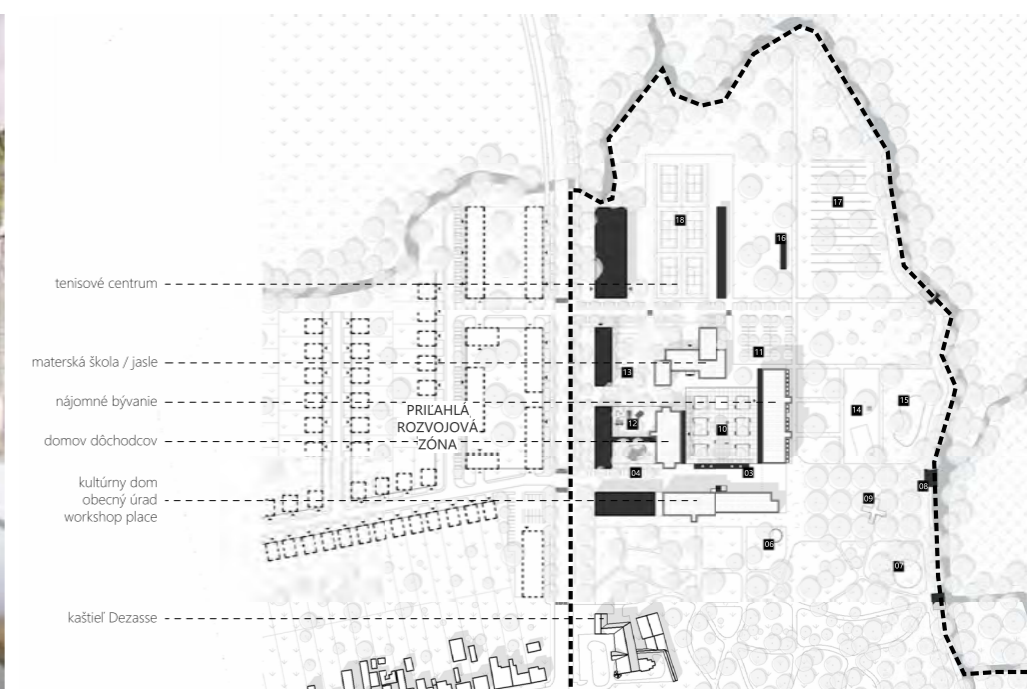 tenisové centrum
materská škola / jasle
nájomné bývanie
domov dôchodcov
kultúrny dom
obecný úrad
workshop place
kaštieľ Dezasse
PRIĽAHLÁ
ROZVOJOVÁ
ZÓNA
18
17
16
11
13
15
14
12
10
04
03
08
09
06
07